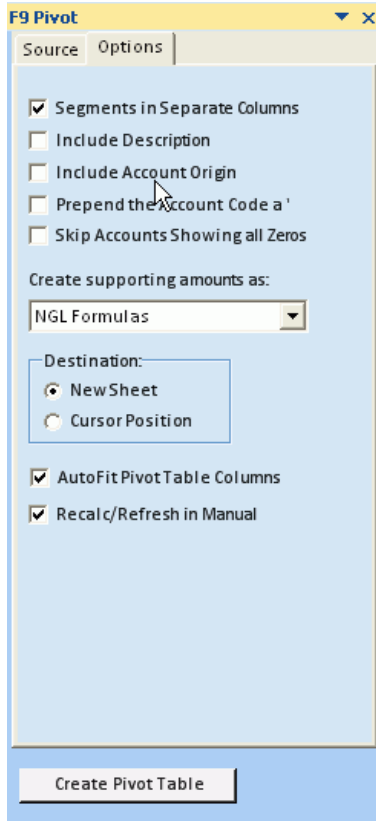 F9 Pivot
Source Options
Segments in Separate Columns
Include Description
Include Account Origin
Prepend the Account Code a '
Skip Accounts Showing all Zeros
Create supporting amounts as:
NGL Formulas
Destination:
New Sheet
Cursor Position
AutoFit Pivot Table Columns
Recalc/Refresh in Manual
Create Pivot Table